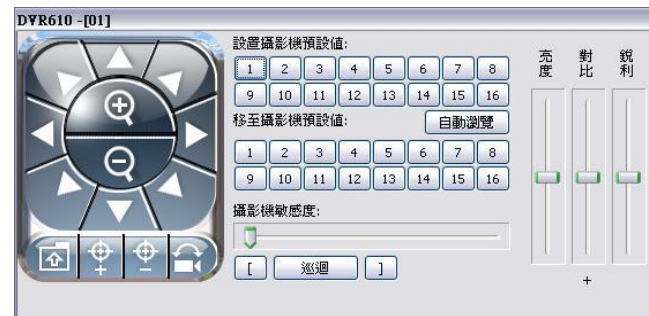 DVR610 -[01]
設置攝影機預設値:
1 2 3 4 5 6 7 8
9 10 11 12 13 14 15 16
移至攝影機預設値:
自動瀏覽
1 2 3 4 5 6 7 8
9 10 11 12 13 14 15 16
攝影機敏感度:
[ 巡迴 ]
亮度 對比 銳利
+